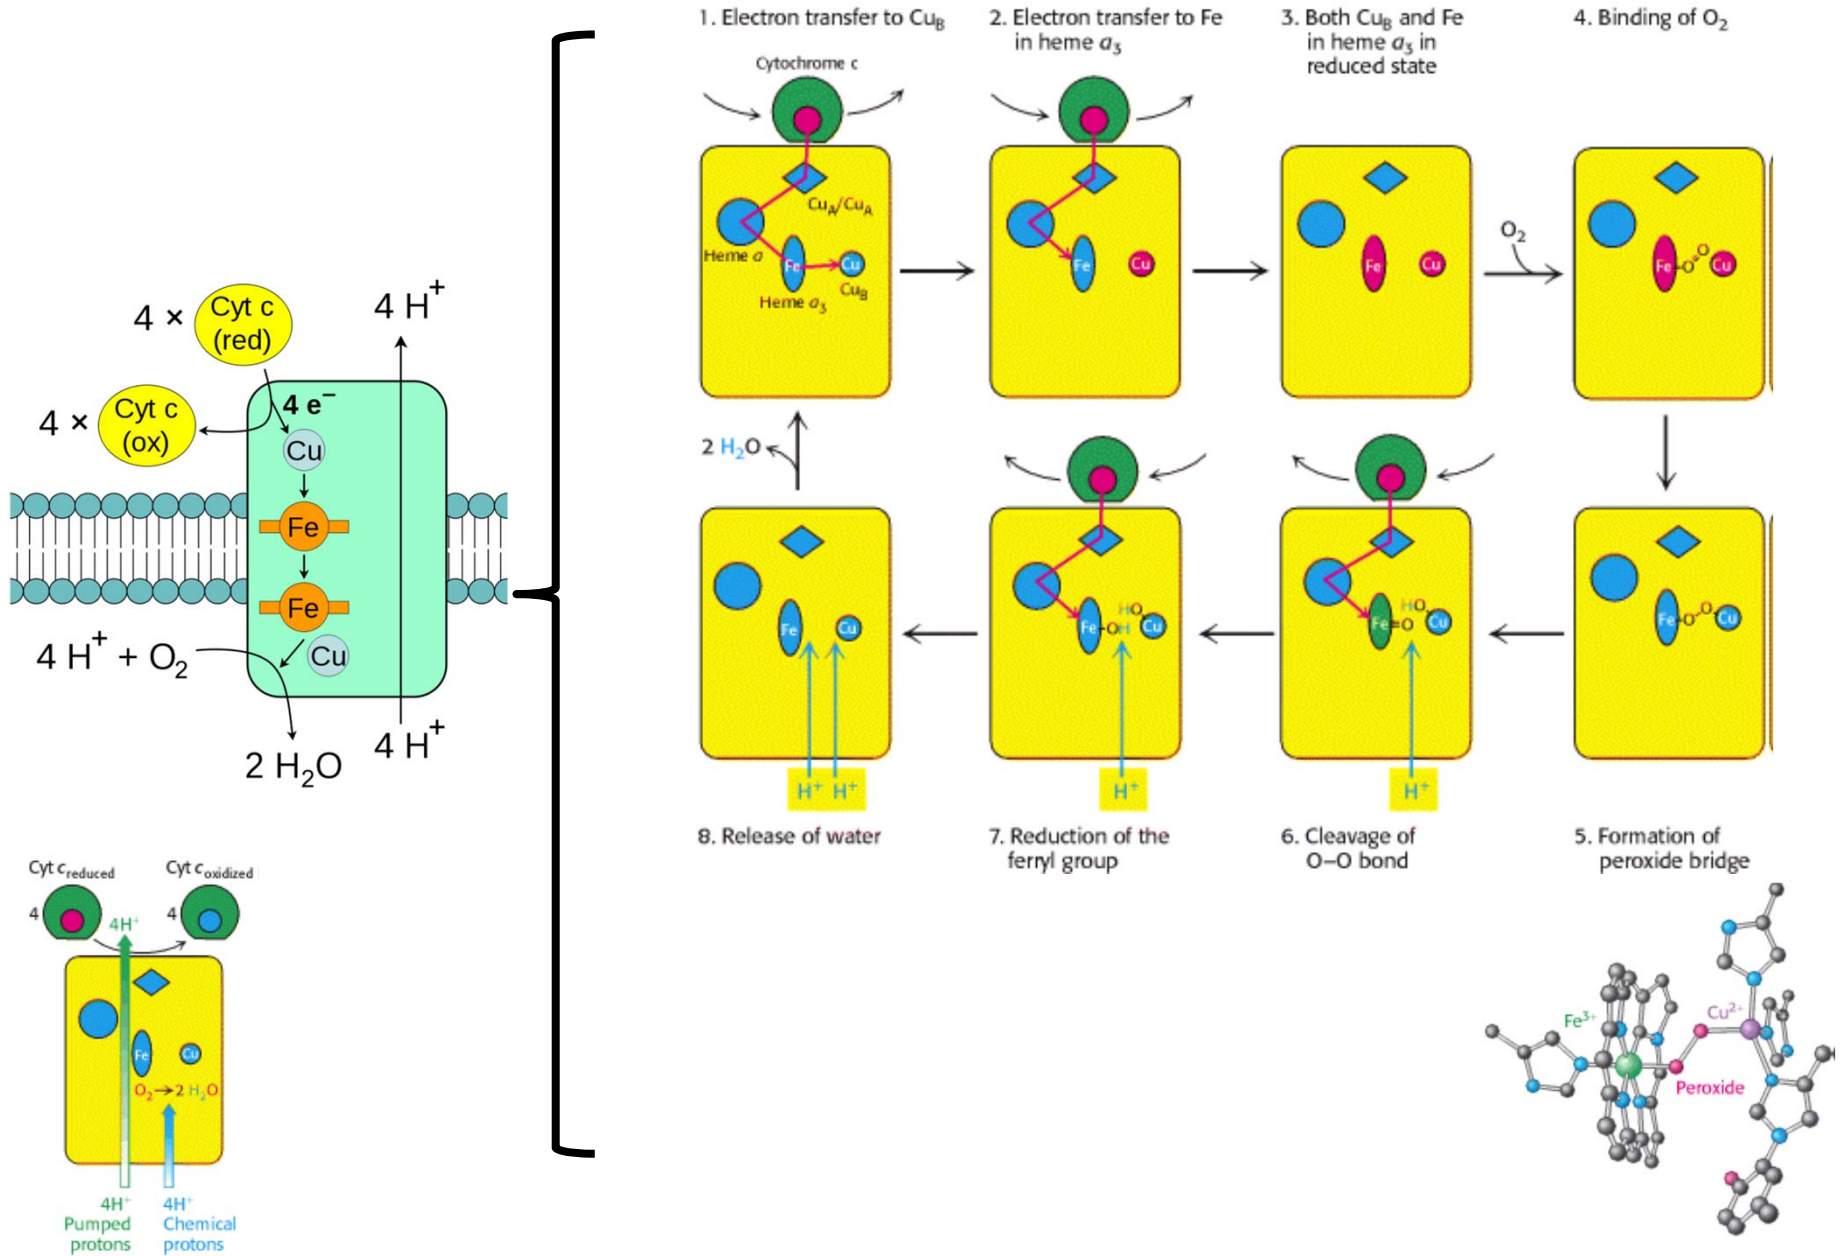 1. Electron transfer to CuB
2. Electron transfer to Fe
in heme a3
3. Both CuB and Fe
in heme a3 in
reduced state
4. Binding of O2
Cytochrome c
CuA/CuA
Heme a
Fe
Cu
CuB
Heme a3
Fe
Cu
Fe
Cu
O2
Fe
O
O
Cu
4 ×
Cyt c
(red)
4 H+
4 ×
Cyt c
(ox)
4 e−
Cu
Fe
Fe
Cu
4 H+ + O2
2 H2O
4 H+
2 H2O
Fe
Cu
H+ H+
Fe
OH
HO
Cu
H+
Fe
=O
HO
Cu
H+
Fe
O
O
Cu
8. Release of water
7. Reduction of the
ferryl group
6. Cleavage of
O–O bond
5. Formation of
peroxide bridge
Cyt creduced
Cyt coxidized
4
4H+
4
Fe
Cu
O2→2 H2O
4H+
Pumped
protons
4H+
Chemical
protons
Fe3+
Cu2+
Peroxide